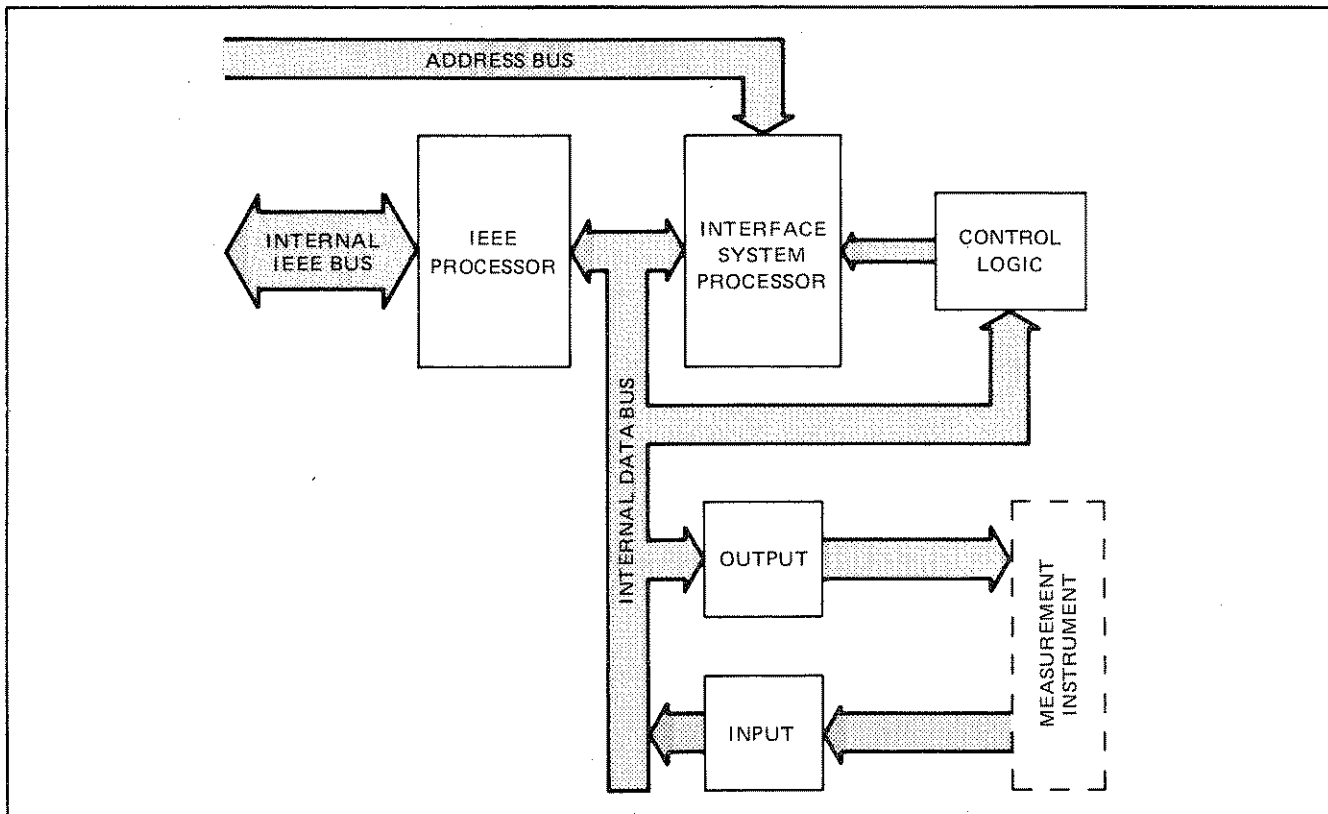 ADDRESS BUS
INTERNAL
IEEE BUS
IEEE
PROCESSOR
INTERFACE
SYSTEM
PROCESSOR
CONTROL
LOGIC
INTERNAL DATA BUS
OUTPUT
INPUT
MEASUREMENT
INSTRUMENT